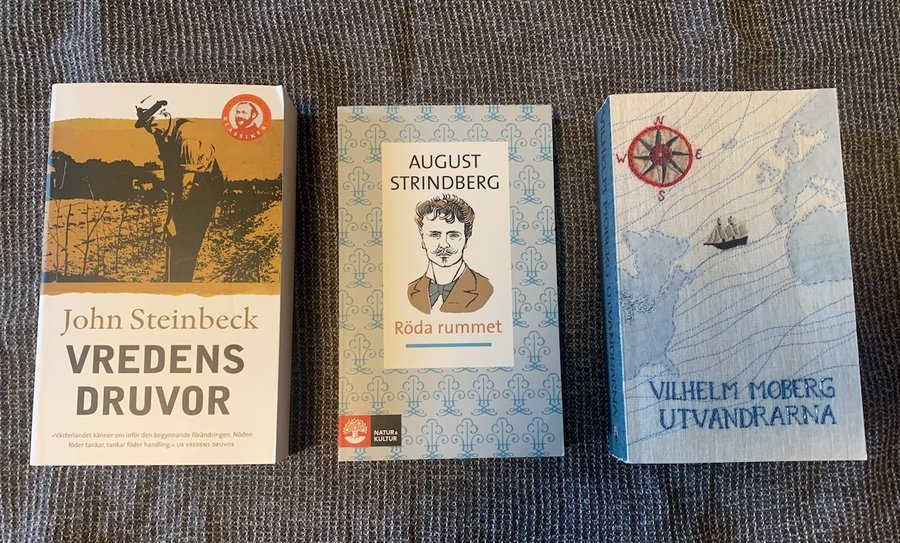 KLASSIKER
John Steinbeck
VREDENS
DRUVOR
»Västerlandet känner oro inför den begynnande förändringen. Nöden
föder tankar, tankar föder handling.« UR VREDENS DRUVOR
AUGUST
STRINDBERG
Röda rummet
NATUR &
KULTUR
N
W E
S
VILHELM MOBERG
UTVANDRARNA